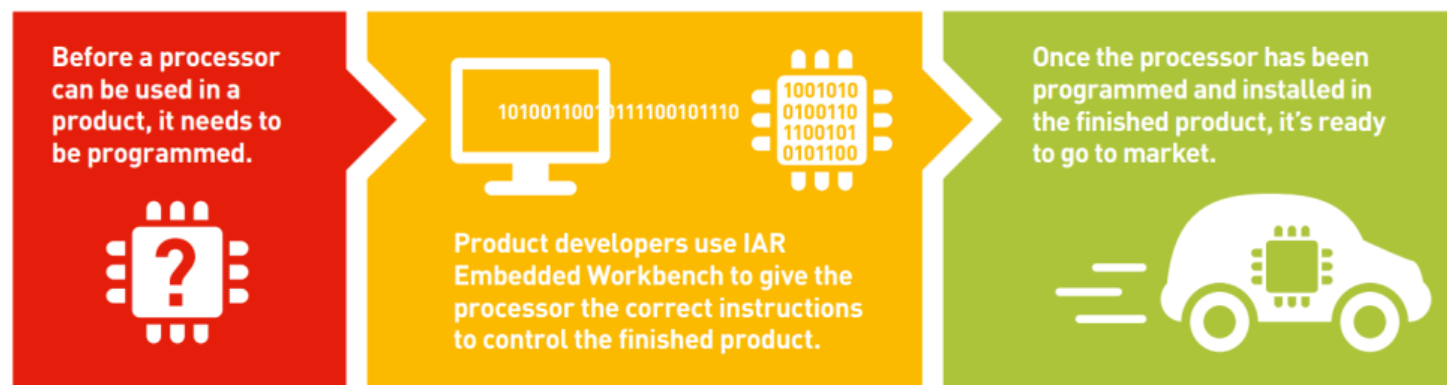 Before a processor
can be used in a
product, it needs to
be programmed.
?
10100110010111100101110
1001010
0100110
1100101
0101100
Product developers use IAR
Embedded Workbench to give the
processor the correct instructions
to control the finished product.
Once the processor has been
programmed and installed in
the finished product, it's ready
to go to market.